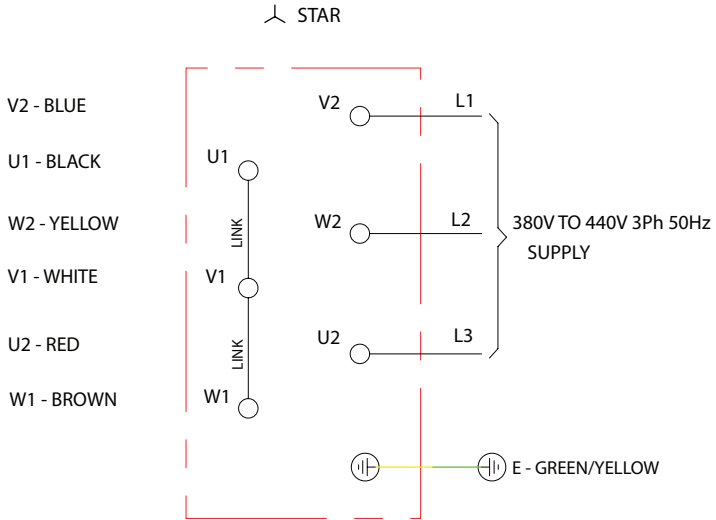 STAR
V2 - BLUE
U1 - BLACK
W2 - YELLOW
V1 - WHITE
U2 - RED
W1 - BROWN
V2
L1
U1
LINK
W2
L2
V1
LINK
U2
L3
W1
380V TO 440V 3Ph 50Hz
SUPPLY
E - GREEN/YELLOW